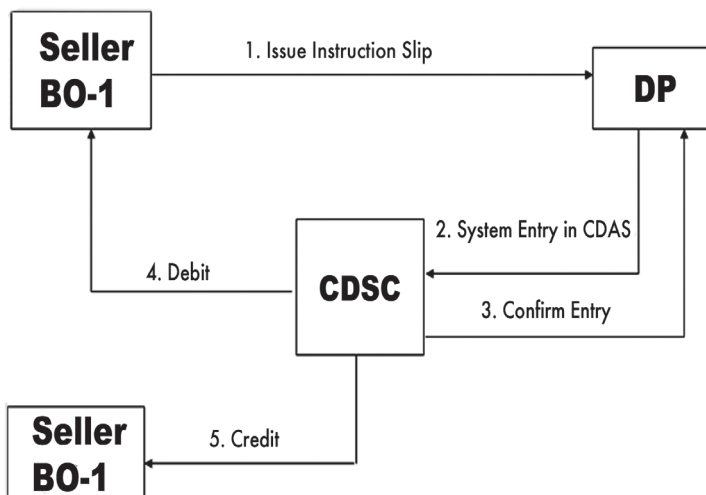 Seller
BO-1
1. Issue Instruction Slip
DP
2. System Entry in CDAS
CDSC
4. Debit
3. Confirm Entry
Seller
BO-1
5. Credit